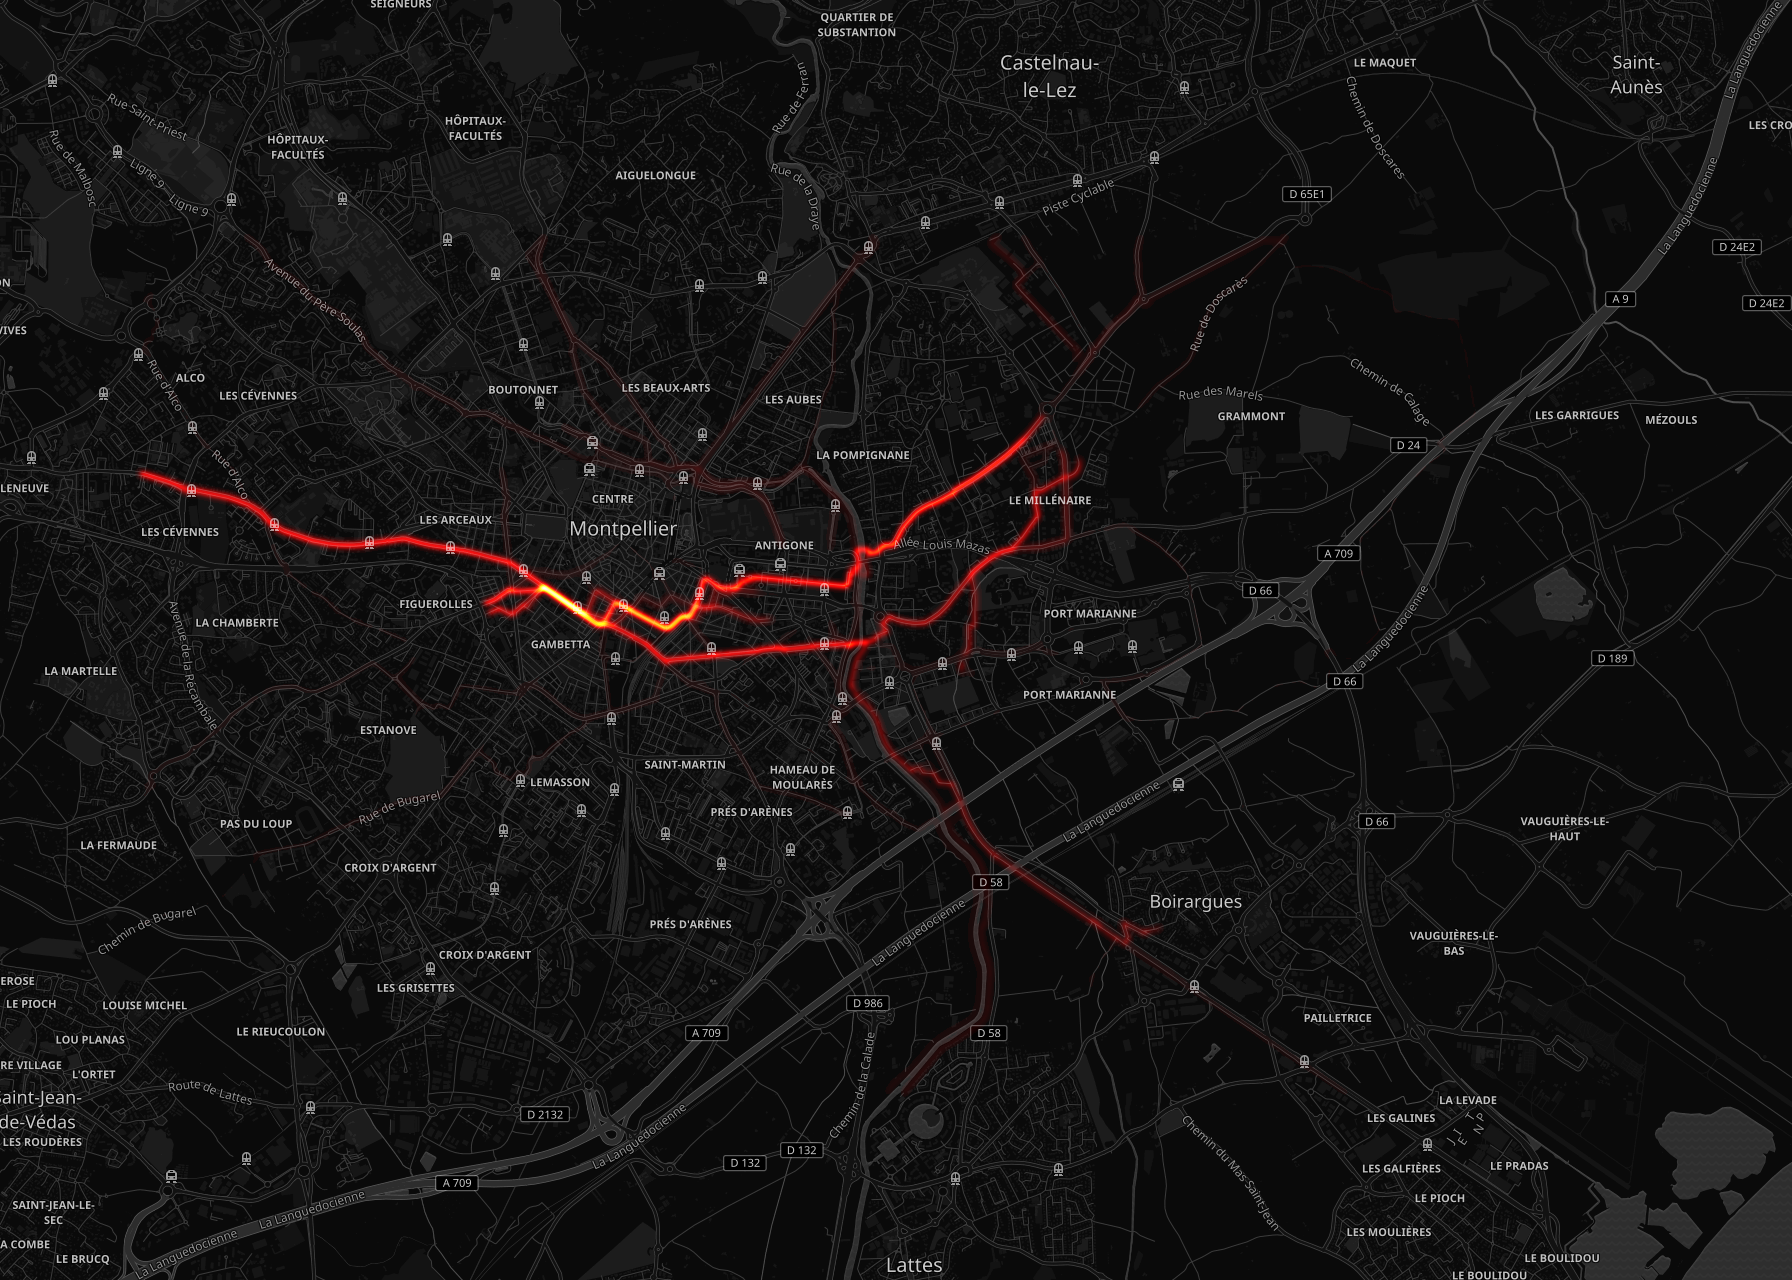 SEIGNEURS
QUARTIER DE
SUBSTANTION
Castelnau-
le-Lez
LE MAQUET
Saint-
Aunès
La Languedocienne
Rue de Ferran
Rue Saint-Priest
HÔPITAUX-
FACULTÉS
HÔPITAUX-
FACULTÉS
Chemin de Doscares
LES CRO
Rue de Malbosc
Ligne 9
Ligne 9
AIGUELONGUE
Rue de la Draye
Piste Cyclable
D 65E1
La Languedocienne
D 24E2
ON
Avenue du Père Soulas
A 9
D 24E2
VIVES
Rue de Doscares
ALCO
Rue d'Alco
LES CÉVENNES
BOUTONNET
LES BEAUX-ARTS
LES AUBES
Rue des Marels
Chemin de Calage
GRAMMONT
LES GARRIGUES
MÉZOULS
D 24
LA POMPIGNANE
LENEUVE
Rue d'Alco
CENTRE
LE MILLÉNAIRE
LES CÉVENNES
LES ARCEAUX
Montpellier
ANTIGONE
Allée Louis Mazas
A 709
D 66
FIGUEROLLES
LA CHAMBERTE
PORT MARIANNE
La Languedocienne
GAMBETTA
D 189
LA MARTELLE
Avenue de la Récambale
D 66
PORT MARIANNE
ESTANOVE
SAINT-MARTIN
HAMEAU DE
MOULARÈS
LEMASSON
Rue de Bugarel
PRÉS D'ARÈNES
La Languedocienne
PAS DU LOUP
D 66
VAUGUIÈRES-LE-
HAUT
LA FERMAUDE
CROIX D'ARGENT
D 58
Boirargues
Chemin de Bugarel
PRÉS D'ARÈNES
La Languedocienne
VAUGUIÈRES-LE-
BAS
CROIX D'ARGENT
EROSE
LES GRISETTES
LE PIOCH
LOUISE MICHEL
D 986
PAILLETRICE
LE RIEUCOULON
A 709
D 58
LOU PLANAS
RE VILLAGE
L'ORTET
Route de Lattes
Chemin de la Calade
Saint-Jean-
de-Védas
LES ROUDÈRES
D 2132
La Languedocienne
D 132
D 132
LA LEVADE
LES GALINES
Chemin du Mas Saint-Jean
LES GALFIÈRES
LE PRADAS
A 709
LE PIOCH
SAINT-JEAN-LE-
SEC
La Languedocienne
LES MOULIÈRES
A COMBE
LE BRUCQ
La Languedocienne
Lattes
LE BOULIDOU
LE BOULIDOU